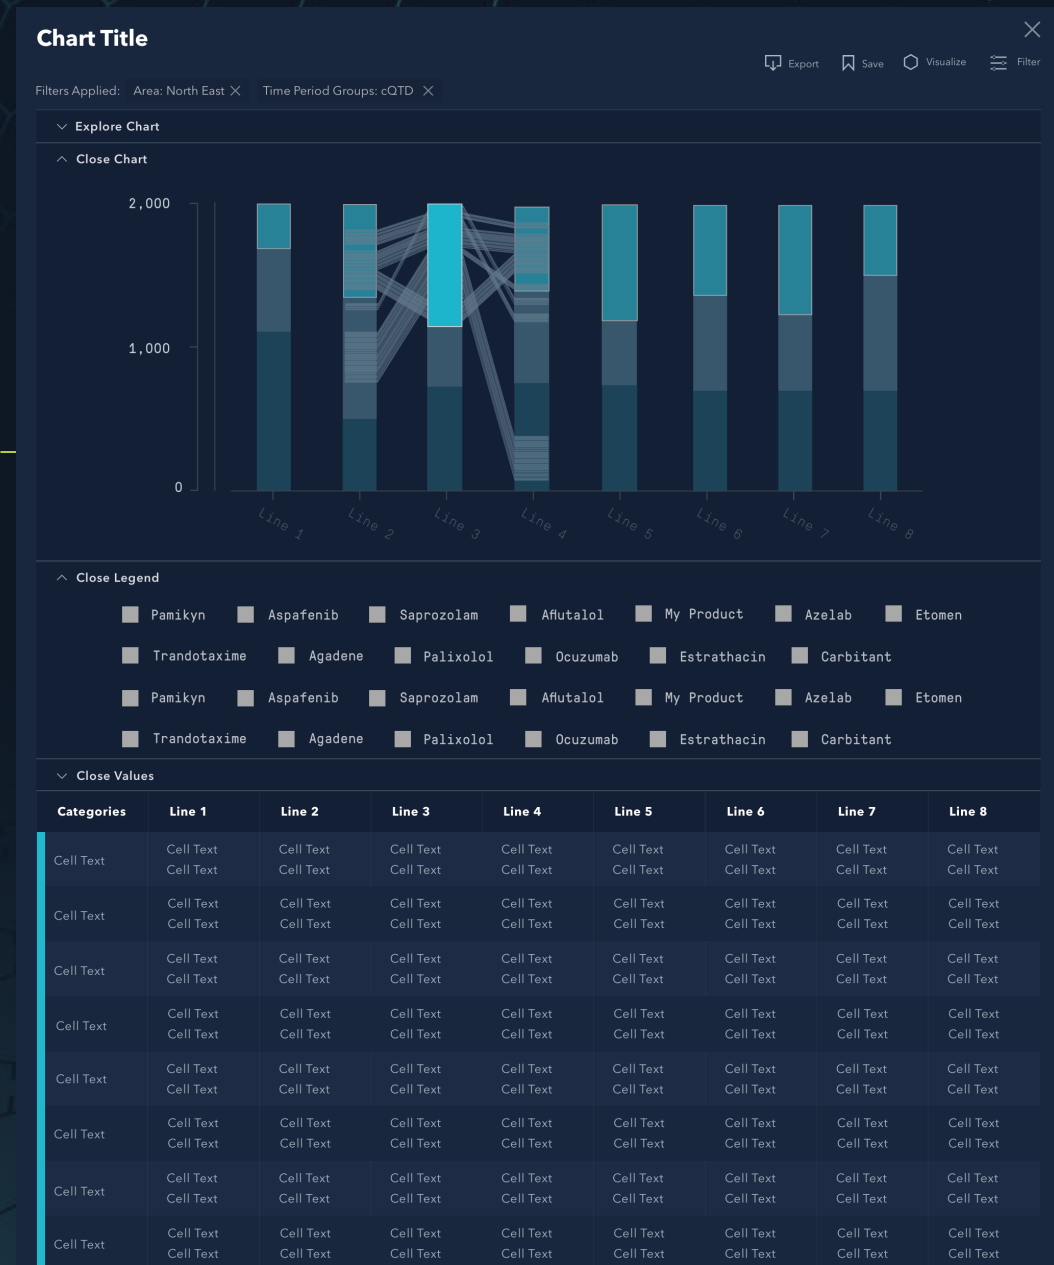 Chart Title
Export Save Visualize Filter
Filters Applied: Area: North East Time Period Groups: cQTD
Explore Chart
Close Chart
2,000
1,000
0
Line 1 Line 2 Line 3 Line 4 Line 5 Line 6 Line 7 Line 8
Close Legend
Pamikyn Aspafenib Saprozolam Aflutalol My Product Azelab Etomen
Trandotaxime Agadene Palixolol Ocuzumab Estrathacin Carbitant
Pamikyn Aspafenib Saprozolam Aflutalol My Product Azelab Etomen
Trandotaxime Agadene Palixolol Ocuzumab Estrathacin Carbitant
Close Values
Categories Line 1 Line 2 Line 3 Line 4 Line 5 Line 6 Line 7 Line 8
Cell Text Cell Text Cell Text Cell Text Cell Text Cell Text Cell Text Cell Text
Cell Text
Cell Text Cell Text Cell Text Cell Text Cell Text Cell Text Cell Text Cell Text
Cell Text Cell Text Cell Text Cell Text Cell Text Cell Text Cell Text Cell Text
Cell Text
Cell Text Cell Text Cell Text Cell Text Cell Text Cell Text Cell Text Cell Text
Cell Text Cell Text Cell Text Cell Text Cell Text Cell Text Cell Text Cell Text
Cell Text
Cell Text Cell Text Cell Text Cell Text Cell Text Cell Text Cell Text Cell Text
Cell Text Cell Text Cell Text Cell Text Cell Text Cell Text Cell Text Cell Text
Cell Text
Cell Text Cell Text Cell Text Cell Text Cell Text Cell Text Cell Text Cell Text
Cell Text Cell Text Cell Text Cell Text Cell Text Cell Text Cell Text Cell Text
Cell Text
Cell Text Cell Text Cell Text Cell Text Cell Text Cell Text Cell Text Cell Text
Cell Text Cell Text Cell Text Cell Text Cell Text Cell Text Cell Text Cell Text
Cell Text
Cell Text Cell Text Cell Text Cell Text Cell Text Cell Text Cell Text Cell Text
Cell Text Cell Text Cell Text Cell Text Cell Text Cell Text Cell Text Cell Text
Cell Text
Cell Text Cell Text Cell Text Cell Text Cell Text Cell Text Cell Text Cell Text
Cell Text Cell Text Cell Text Cell Text Cell Text Cell Text Cell Text Cell Text
Cell Text
Cell Text Cell Text Cell Text Cell Text Cell Text Cell Text Cell Text Cell Text